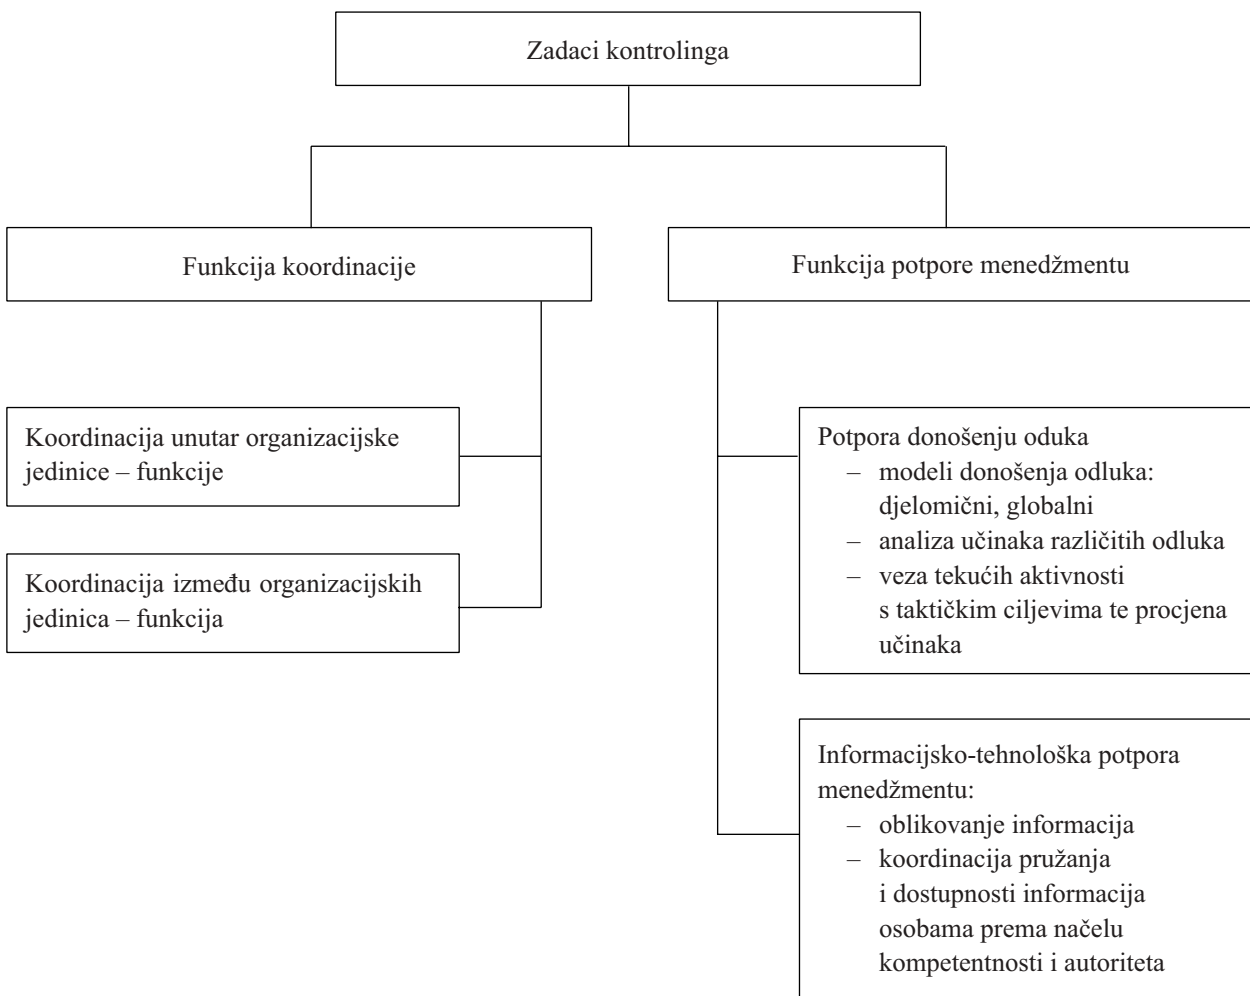 Zadaci kontrolinga
Funkcija koordinacije
Funkcija potpore menedžmentu
Koordinacija unutar organizacijske
jedinice – funkcije
Koordinacija između organizacijskih
jedinica – funkcija
Potpora donošenju oduka
– modeli donošenja odluka:
djelomični, globalni
– analiza učinaka različitih odluka
– veza tekućih aktivnosti
s taktičkim ciljevima te procjena
učinaka
Informacijsko-tehnološka potpora
menedžmentu:
– oblikovanje informacija
– koordinacija pružanja
i dostupnosti informacija
osobama prema načelu
kompetentnosti i autoriteta